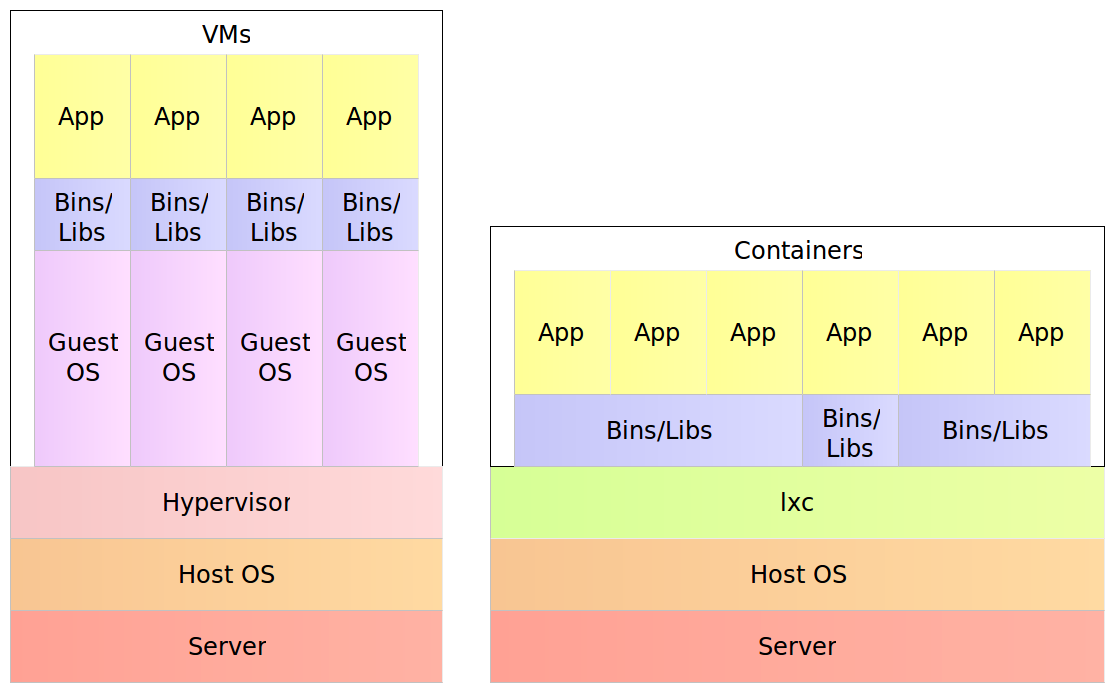 VMs
App App App App
Bins/ Bins/ Bins/ Bins/
Libs Libs Libs Libs
Guest Guest Guest Guest
OS OS OS OS
Hypervisor
Host OS
Server
Containers
App App App App App App
Bins/Libs Bins/ Bins/Libs
Libs
lxc
Host OS
Server